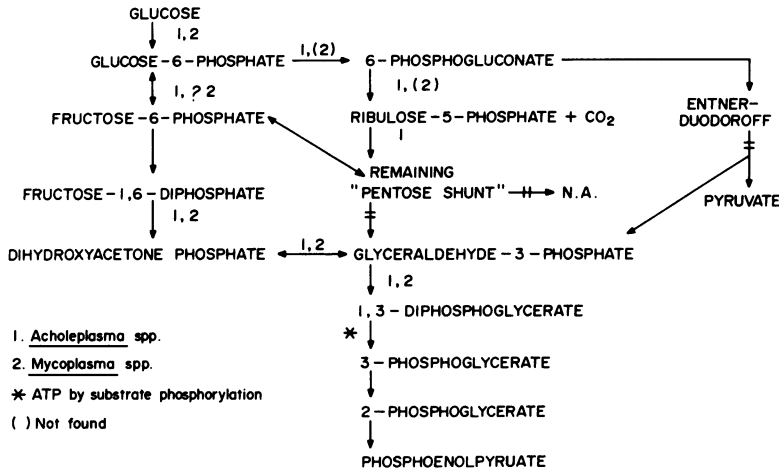 GLUCOSE
1,2
GLUCOSE-6-PHOSPHATE
1,(2)
6-PHOSPHOGLUCONATE
1,?2
1,(2)
ENTNER-
DUODOROFF
FRUCTOSE-6-PHOSPHATE
RIBULOSE-5-PHOSPHATE + CO2
1
REMAINING
"PENTOSE SHUNT"
N.A.
PYRUVATE
FRUCTOSE-1,6-DIPHOSPHATE
1,2
DIHYDROXYACETONE PHOSPHATE
1,2
GLYCERALDEHYDE-3-PHOSPHATE
1,2
1,3-DIPHOSPHOGLYCERATE
*
3-PHOSPHOGLYCERATE
2-PHOSPHOGLYCERATE
PHOSPHOENOLPYRUATE
1. Acholeplasma spp.
2. Mycoplasma spp.
* ATP by substrate phosphorylation
( ) Not found